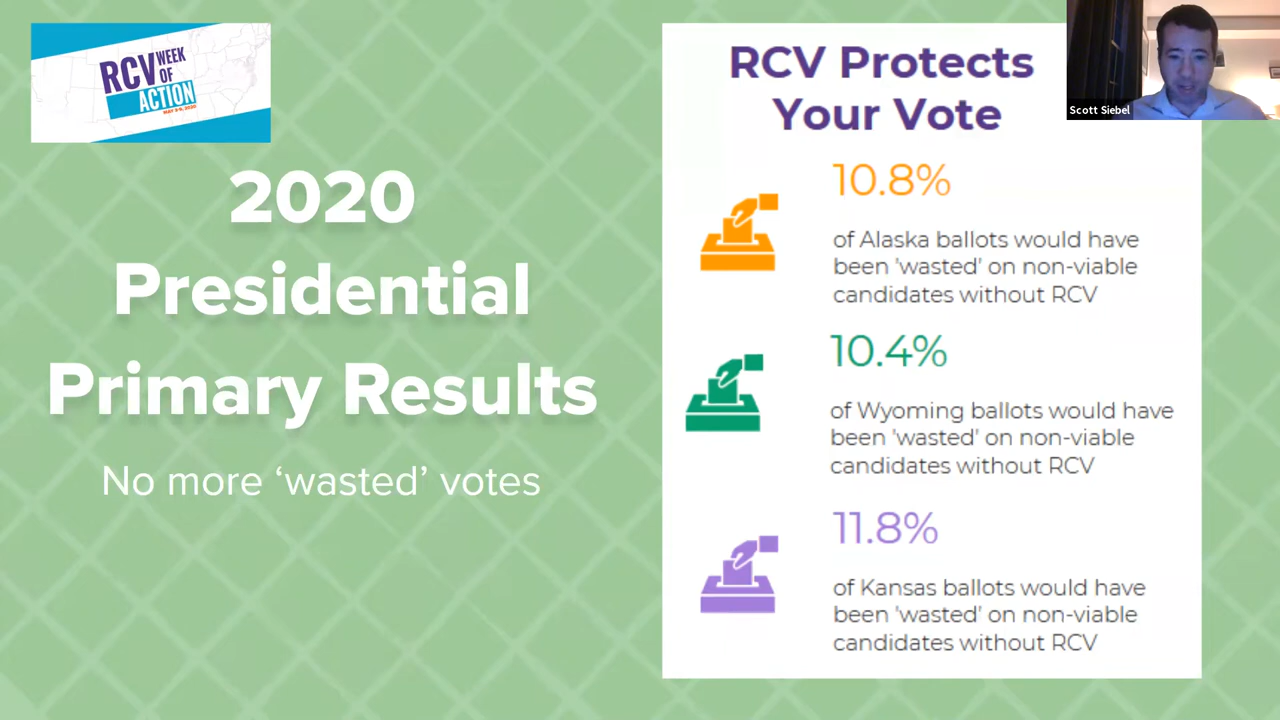 RCV WEEK
OF
ACTION
2020
Presidential
Primary Results
No more ‘wasted’ votes
RCV Protects
Your Vote
10.8%
of Alaska ballots would have
been 'wasted' on non-viable
candidates without RCV
10.4%
of Wyoming ballots would have
been 'wasted' on non-viable
candidates without RCV
11.8%
of Kansas ballots would have
been 'wasted' on non-viable
candidates without RCV
Scott Siebel